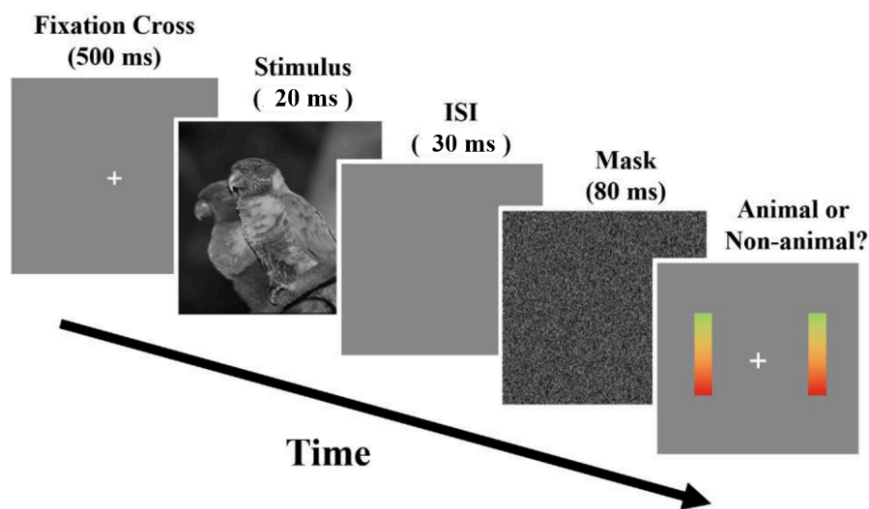 Fixation Cross
(500 ms)
Stimulus
( 20 ms )
ISI
( 30 ms )
Mask
(80 ms)
Animal or
Non-animal?
Time